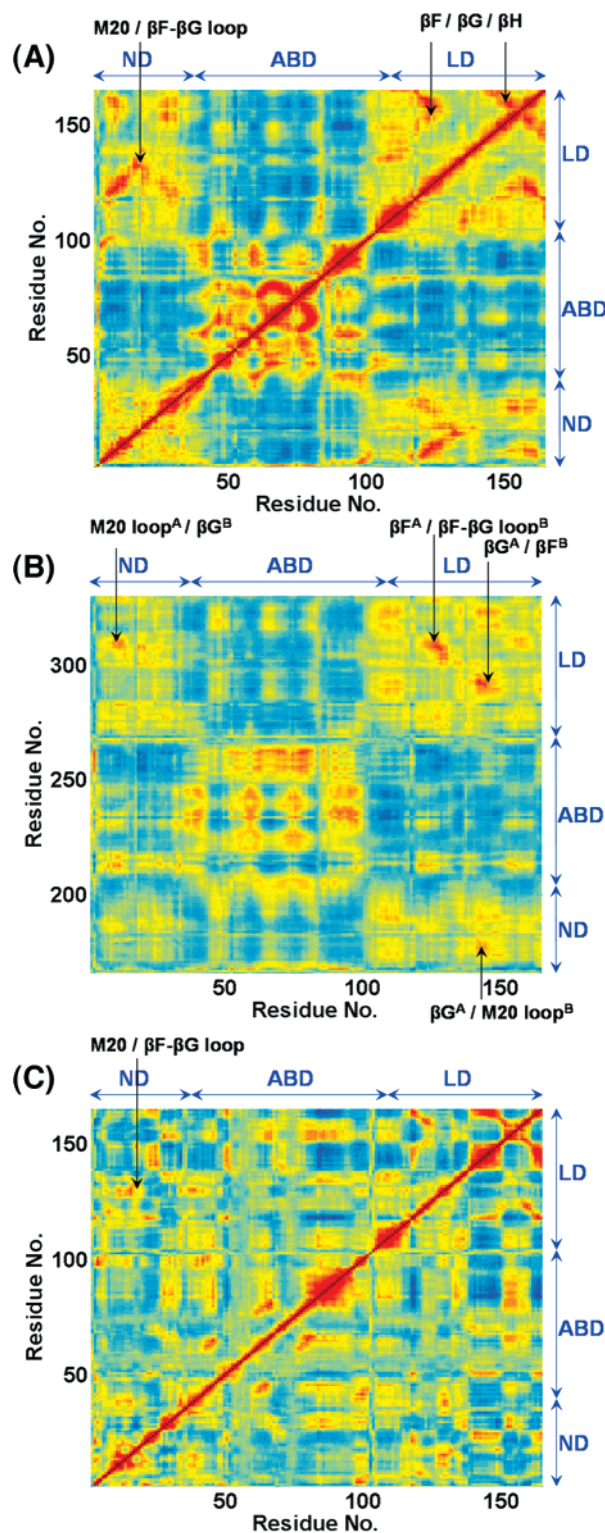 M20 / βF-βG loop
βF / βG / βH
(A)
ND ABD LD
150
100
50
Residue No.
LD
ABD
ND
50 100 150
Residue No.
M20 loopᴬ / βGᴮ
βFᴬ / βF-βG loopᴮ
βGᴬ / βFᴮ
(B)
ND ABD LD
300
250
200
Residue No.
LD
ABD
ND
50 100 150
Residue No.
βGᴬ / M20 loopᴮ
M20 / βF-βG loop
(C)
ND ABD LD
150
100
50
Residue No.
LD
ABD
ND
50 100 150
Residue No.